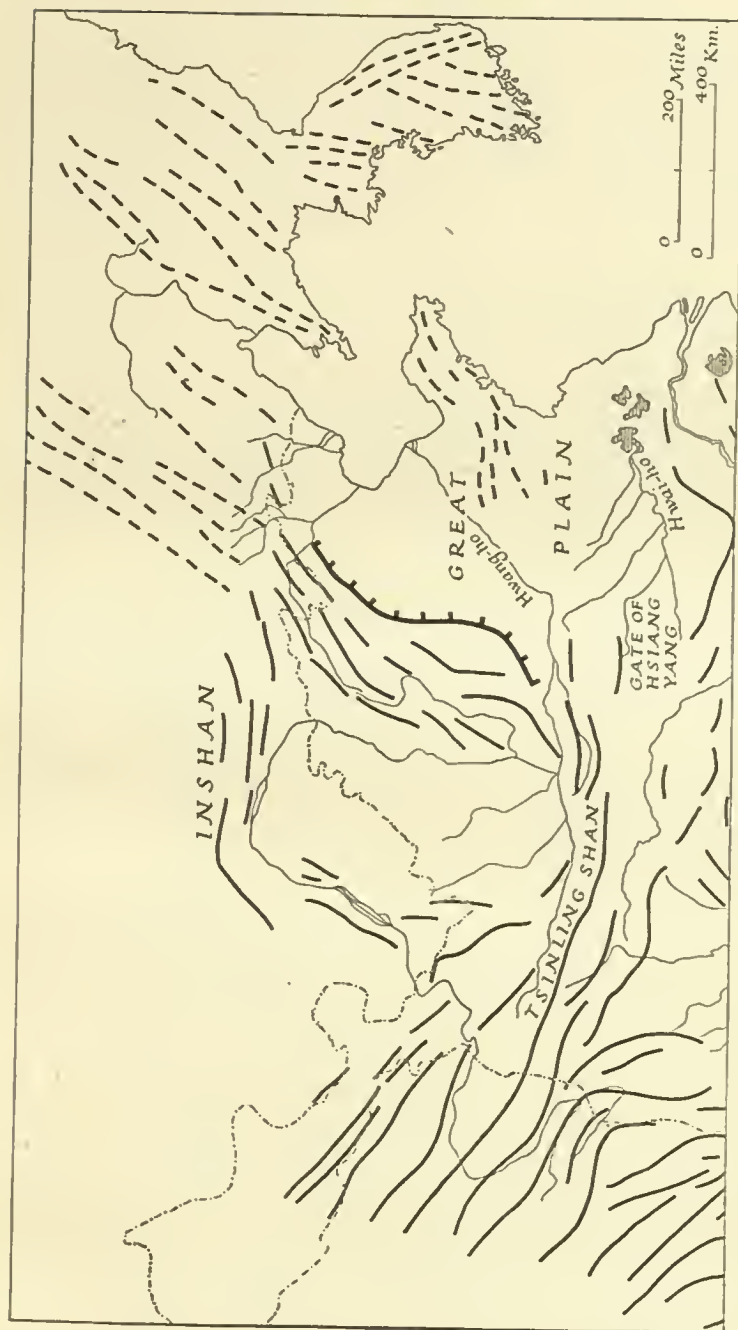 INSHAN
GREAT
PLAIN
Hwang-ho
Hwai-ho
GATE OF
HSIANG
YANG
TSINLING SHAN
0 200 Miles
0 400 Km.